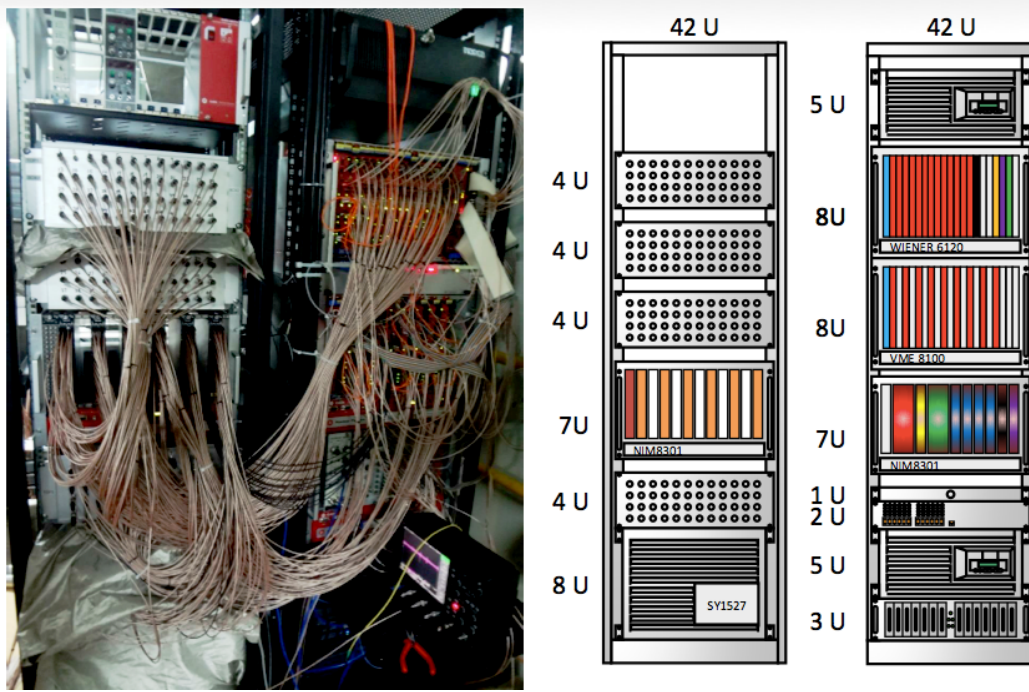 42 U
4 U
4 U
4 U
7U
NIM8301
4 U
8 U
SY1527
42 U
5 U
8U
WIENER 6120
8U
VME 8100
7U
NIM8301
1 U
2 U
5 U
3 U